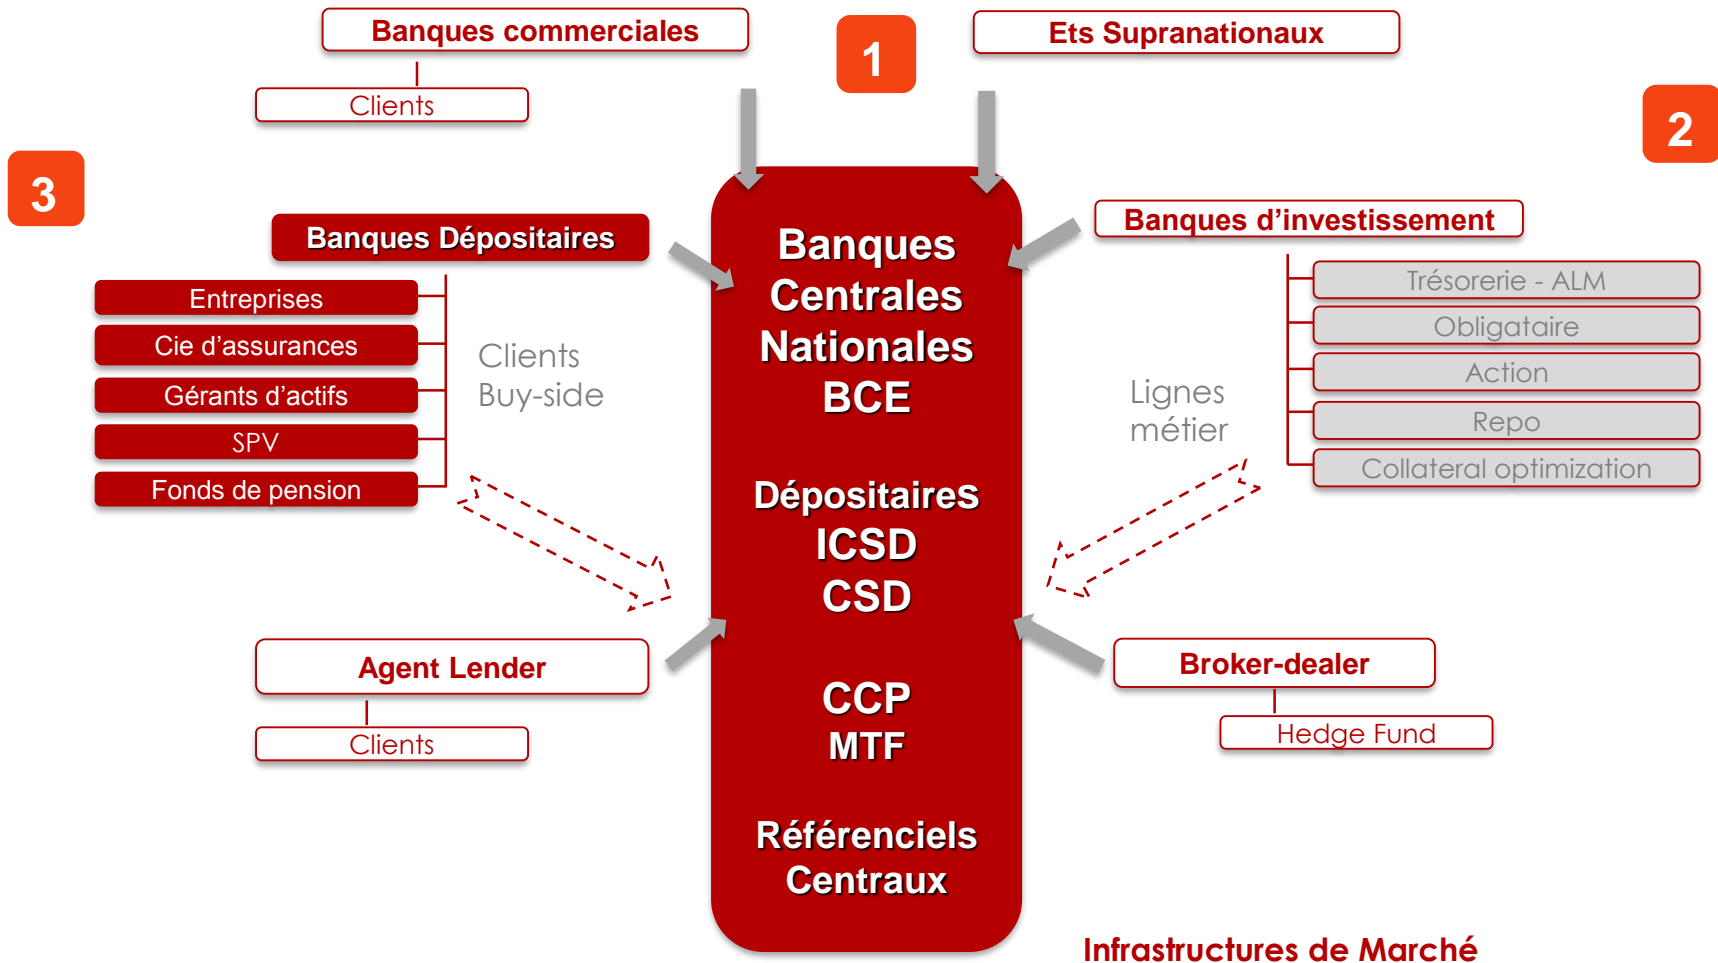 Banques commerciales
1
Ets Supranationaux
Clients
2
3
Banques Dépositaires
Entreprises
Cie d’assurances
Gérants d’actifs
SPV
Fonds de pension
Clients
Buy-side
Banques
Centrales
Nationales
BCE
Dépositaires
ICSD
CSD
CCP
MTF
Référenciels
Centraux
Banques d’investissement
Trésorerie - ALM
Obligataire
Action
Repo
Collateral optimization
Lignes
métier
Agent Lender
Clients
Broker-dealer
Hedge Fund
Infrastructures de Marché